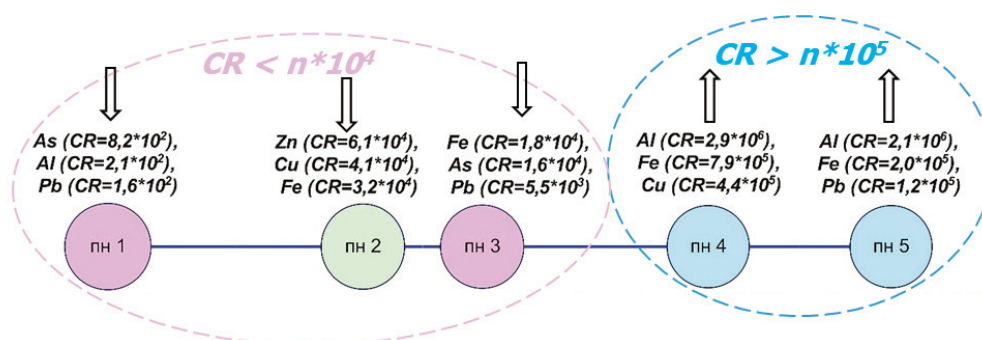 CR < n*10⁴
CR > n*10⁵
As (CR=8,2*10²),
Al (CR=2,1*10²),
Pb (CR=1,6*10²)
Zn (CR=6,1*10⁴),
Cu (CR=4,1*10⁴),
Fe (CR=3,2*10⁴)
Fe (CR=1,8*10⁴),
As (CR=1,6*10⁴),
Pb (CR=5,5*10³)
Al (CR=2,9*10⁶),
Fe (CR=7,9*10⁵),
Cu (CR=4,4*10⁵)
Al (CR=2,1*10⁶),
Fe (CR=2,0*10⁵),
Pb (CR=1,2*10⁵)
пн 1
пн 2
пн 3
пн 4
пн 5